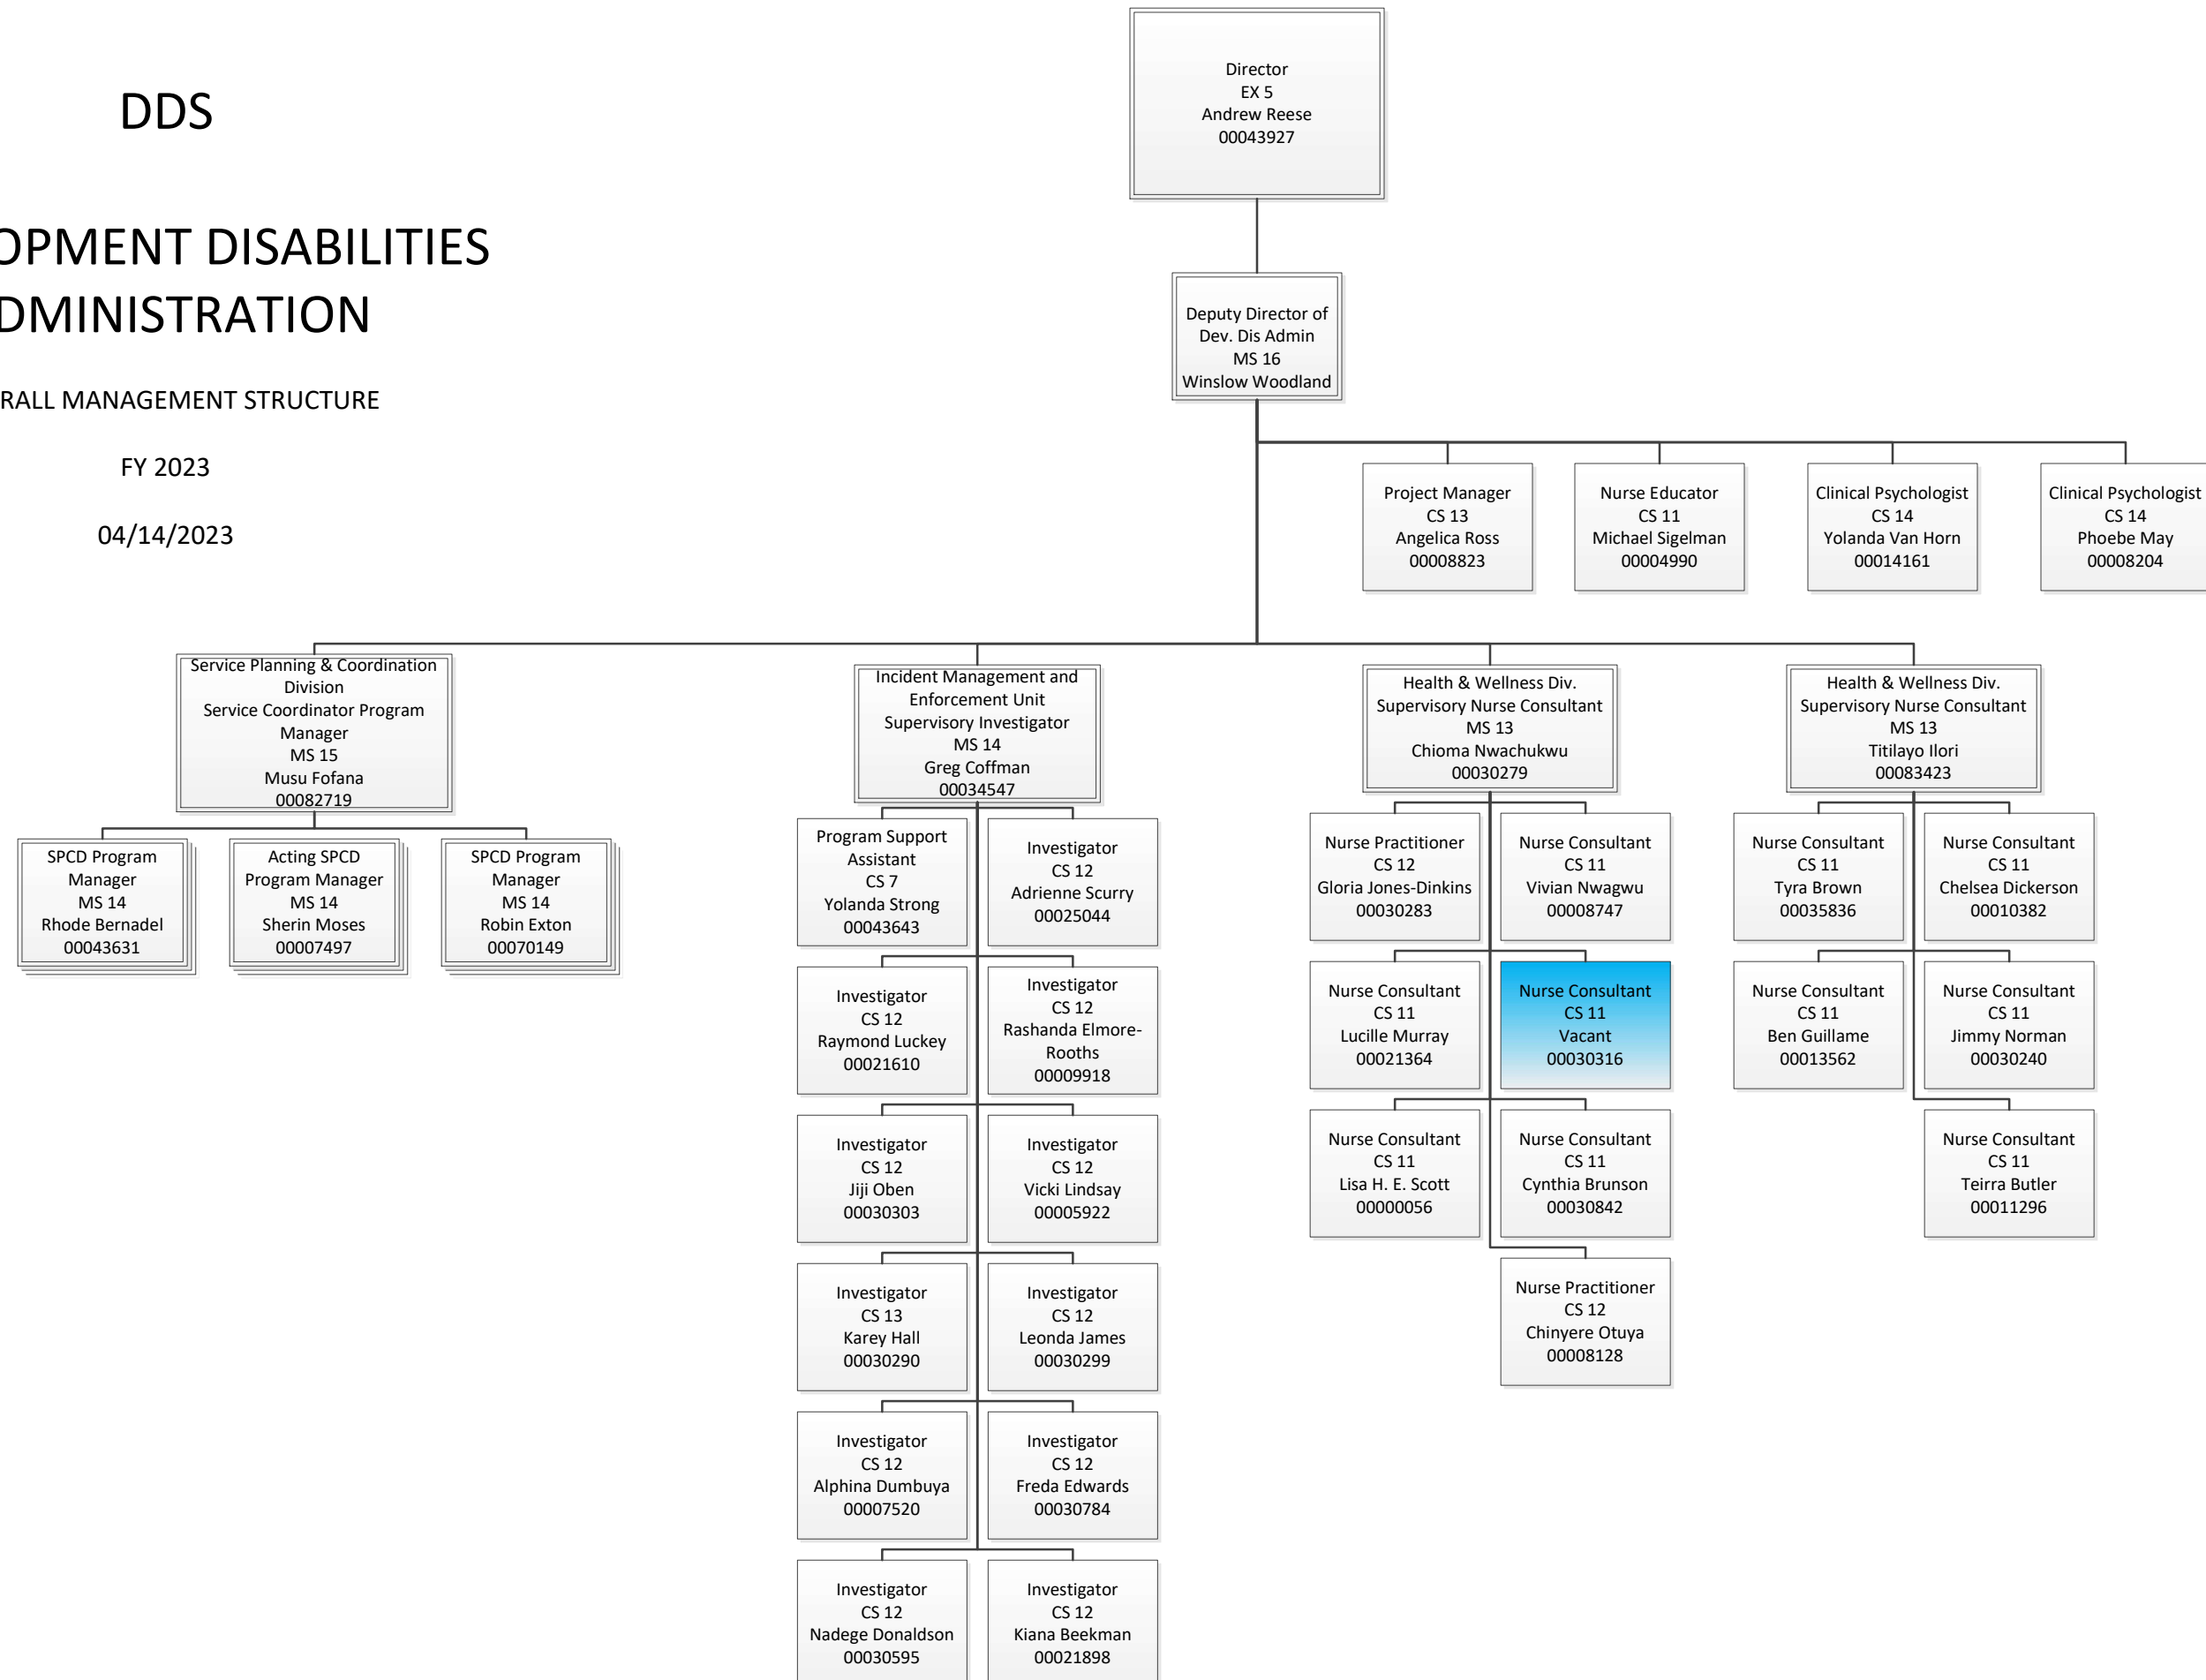 DDS
OPMENT DISABILITIES
DMINISTRATION
RALL MANAGEMENT STRUCTURE
FY 2023
04/14/2023
Director
EX 5
Andrew Reese
00043927
Deputy Director of
Dev. Dis Admin
MS 16
Winslow Woodland
Project Manager
CS 13
Angelica Ross
00008823
Nurse Educator
CS 11
Michael Sigelman
00004990
Clinical Psychologist
CS 14
Yolanda Van Horn
00014161
Clinical Psychologist
CS 14
Phoebe May
00008204
Service Planning & Coordination
Division
Service Coordinator Program
Manager
MS 15
Musu Fofana
00082719
Incident Management and
Enforcement Unit
Supervisory Investigator
MS 14
Greg Coffman
00034547
Health & Wellness Div.
Supervisory Nurse Consultant
MS 13
Chioma Nwachukwu
00030279
Health & Wellness Div.
Supervisory Nurse Consultant
MS 13
Titilayo Ilori
00083423
SPCD Program
Manager
MS 14
Rhode Bernadel
00043631
Acting SPCD
Program Manager
MS 14
Sherin Moses
00007497
SPCD Program
Manager
MS 14
Robin Exton
00070149
Program Support
Assistant
CS 7
Yolanda Strong
00043643
Investigator
CS 12
Adrienne Scurry
00025044
Investigator
CS 12
Raymond Luckey
00021610
Investigator
CS 12
Rashanda Elmore-
Rooths
00009918
Investigator
CS 12
Jiji Oben
00030303
Investigator
CS 12
Vicki Lindsay
00005922
Investigator
CS 13
Karey Hall
00030290
Investigator
CS 12
Leonda James
00030299
Investigator
CS 12
Alphina Dumbuya
00007520
Investigator
CS 12
Freda Edwards
00030784
Investigator
CS 12
Nadege Donaldson
00030595
Investigator
CS 12
Kiana Beekman
00021898
Nurse Practitioner
CS 12
Gloria Jones-Dinkins
00030283
Nurse Consultant
CS 11
Vivian Nwagwu
00008747
Nurse Consultant
CS 11
Lucille Murray
00021364
Nurse Consultant
CS 11
Vacant
00030316
Nurse Consultant
CS 11
Lisa H. E. Scott
00000056
Nurse Consultant
CS 11
Cynthia Brunson
00030842
Nurse Practitioner
CS 12
Chinyere Otuya
00008128
Nurse Consultant
CS 11
Tyra Brown
00035836
Nurse Consultant
CS 11
Chelsea Dickerson
00010382
Nurse Consultant
CS 11
Ben Guillame
00013562
Nurse Consultant
CS 11
Jimmy Norman
00030240
Nurse Consultant
CS 11
Teirra Butler
00011296